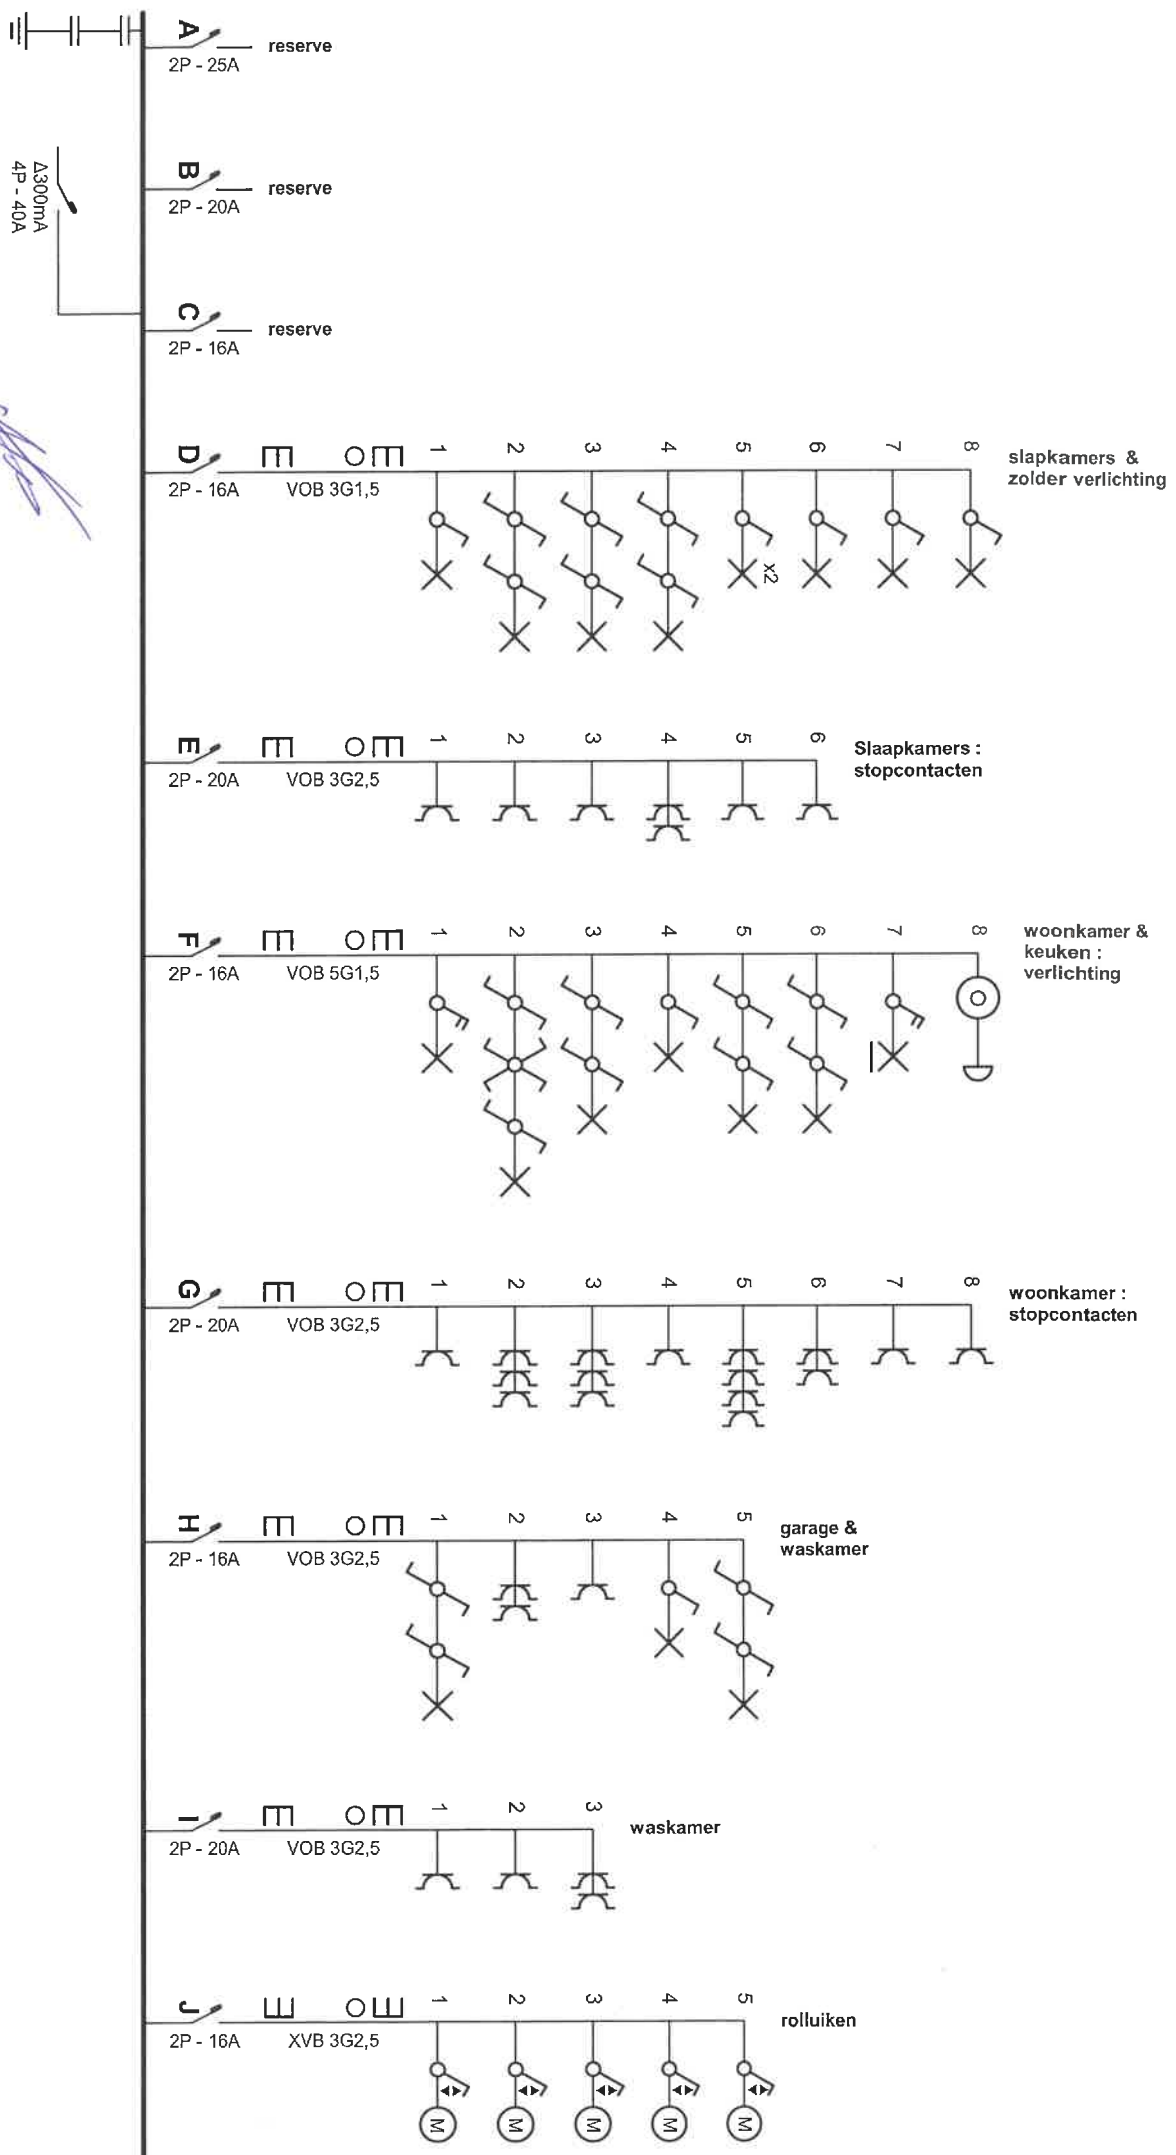 A
reserve
2P - 25A
Δ300mA
4P - 40A
B
reserve
2P - 20A
C
reserve
2P - 16A
D
1 2 3 4 5 6 7 8
slapkamers &
zolder verlichting
2P - 16A
VOB 3G1,5
x2
E
1 2 3 4 5 6
Slaapkamers :
stopcontacten
2P - 20A
VOB 3G2,5
F
1 2 3 4 5 6 7 8
woonkamer &
keuken :
verlichting
2P - 16A
VOB 5G1,5
G
1 2 3 4 5 6 7 8
woonkamer :
stopcontacten
2P - 20A
VOB 3G2,5
H
1 2 3 4 5
garage &
waskamer
2P - 16A
VOB 3G2,5
I
1 2 3
waskamer
2P - 20A
VOB 3G2,5
J
1 2 3 4 5
rolluiken
2P - 16A
XVB 3G2,5
M M M M M